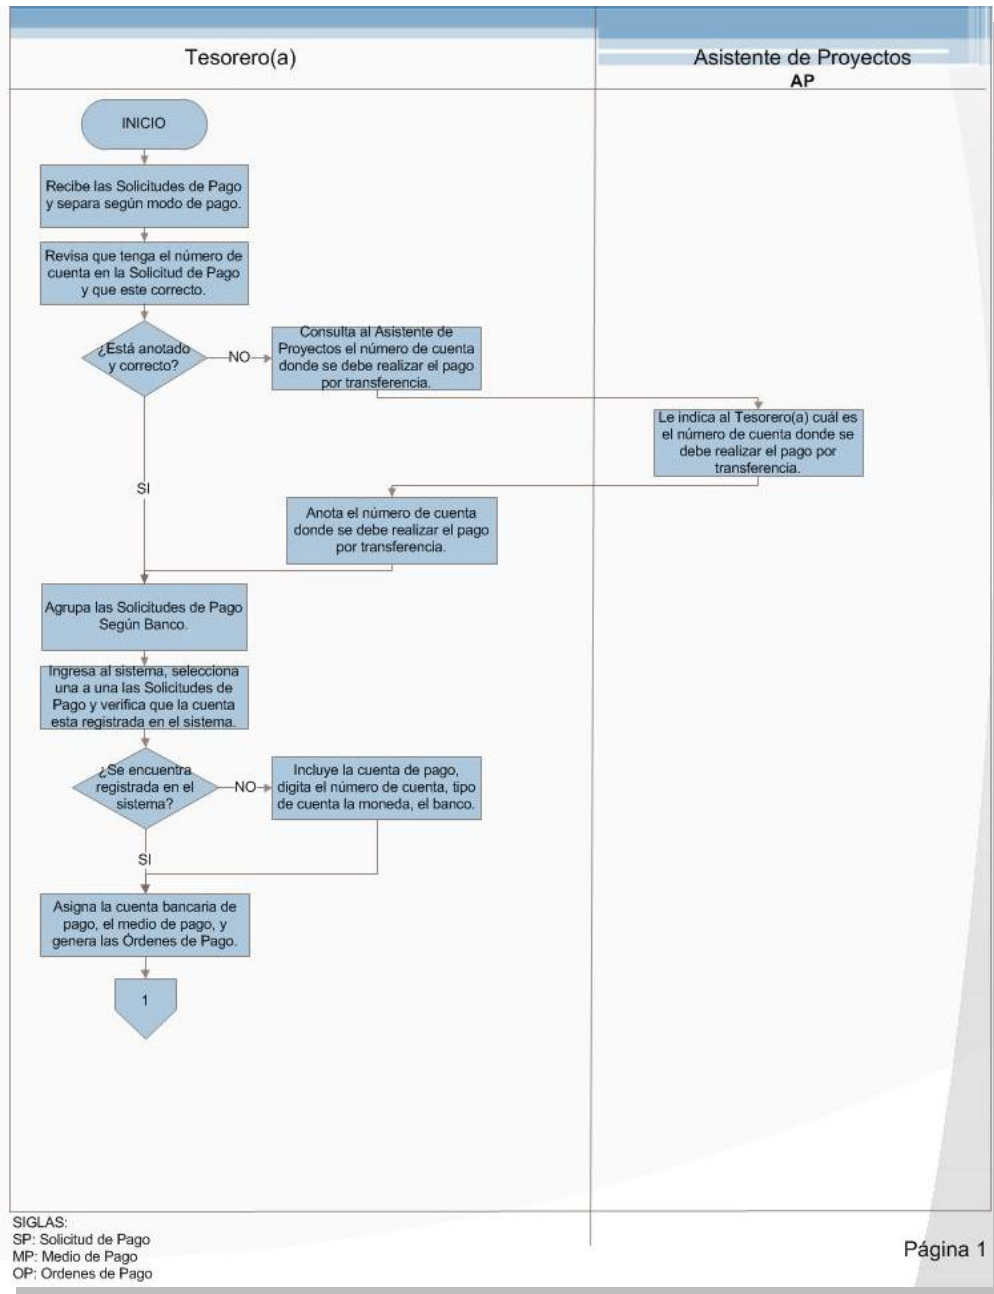 Tesorero(a)
Asistente de Proyectos
AP
INICIO
Recibe las Solicitudes de Pago
y separa según modo de pago.
Revisa que tenga el número de
cuenta en la Solicitud de Pago
y que este correcto.
¿Está anotado
y correcto?
NO
Consulta al Asistente de
Proyectos el número de cuenta
donde se debe realizar el pago
por transferencia.
Le indica al Tesorero(a) cuál es
el número de cuenta donde se
debe realizar el pago por
transferencia.
SI
Anota el número de cuenta
donde se debe realizar el pago
por transferencia.
Agrupa las Solicitudes de Pago
Según Banco.
Ingresa al sistema, selecciona
una a una las Solicitudes de
Pago y verifica que la cuenta
esta registrada en el sistema.
¿Se encuentra
registrada en el
sistema?
NO
Incluye la cuenta de pago,
digita el número de cuenta, tipo
de cuenta la moneda, el banco.
SI
Asigna la cuenta bancaria de
pago, el medio de pago, y
genera las Órdenes de Pago.
1
SIGLAS:
SP: Solicitud de Pago
MP: Medio de Pago
OP: Ordenes de Pago
Página 1